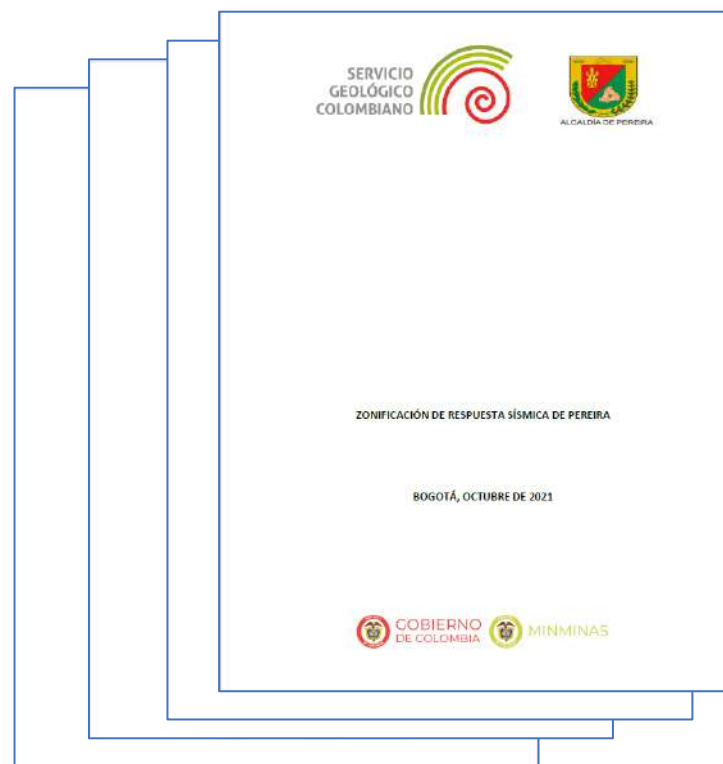 SERVICIO
GEOLÓGICO
COLOMBIANO
ALCALDÍA DE PEREIRA
ZONIFICACIÓN DE RESPUESTA SÍSMICA DE PEREIRA
BOGOTÁ, OCTUBRE DE 2021
GOBIERNO
DE COLOMBIA
MINMINAS